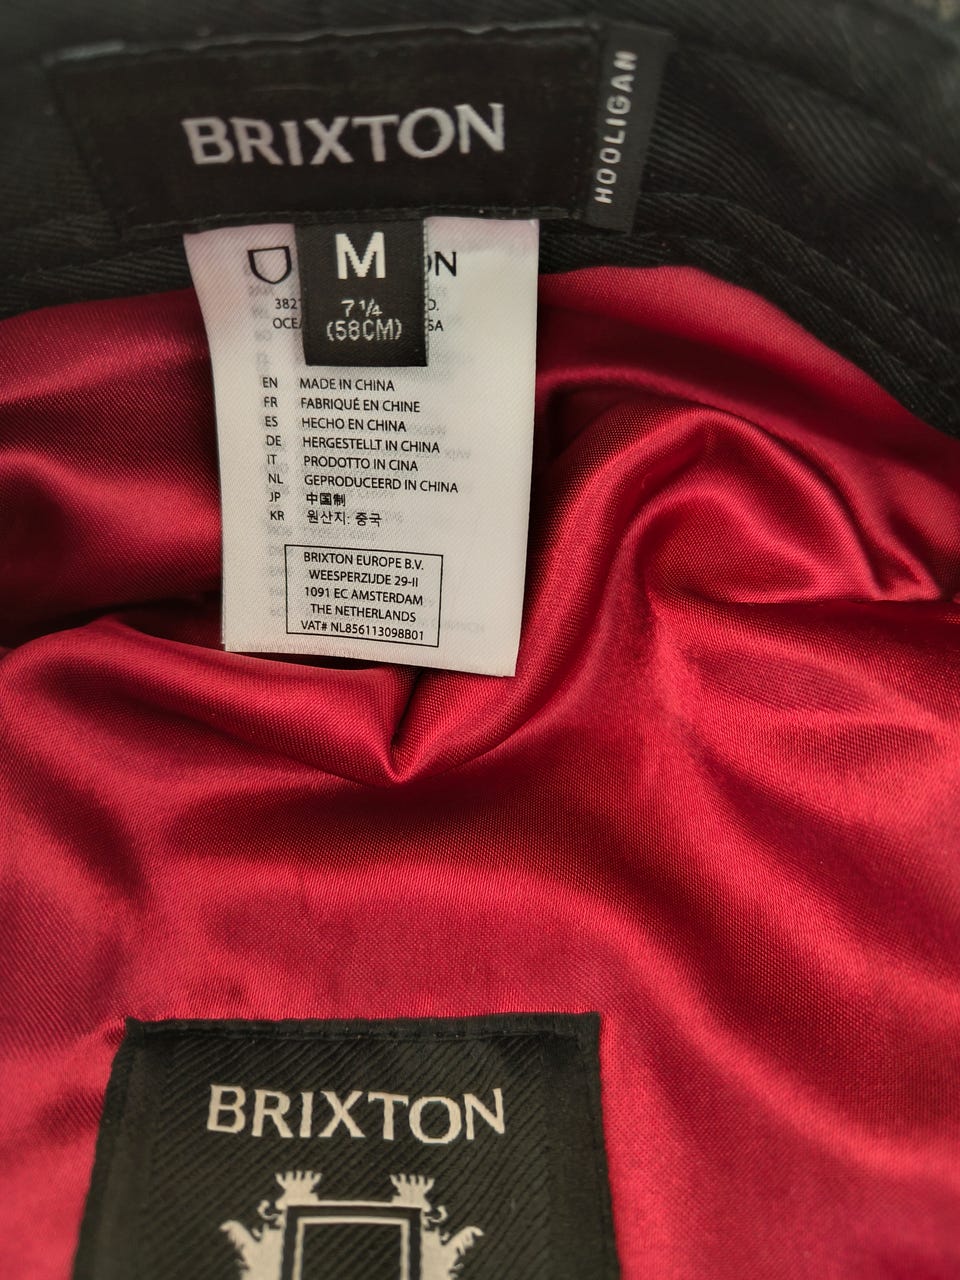 BRIXTON
HOOLIGAN
M
7 1/4
(58CM)
EN MADE IN CHINA
FR FABRIQUÉ EN CHINE
ES HECHO EN CHINA
DE HERGESTELLT IN CHINA
IT PRODOTTO IN CINA
NL GEPRODUCEERD IN CHINA
JP 中国制
KR 원산지: 중국
BRIXTON EUROPE B.V.
WEESPERZIJDE 29-II
1091 EC AMSTERDAM
THE NETHERLANDS
VAT# NL856113098B01
BRIXTON